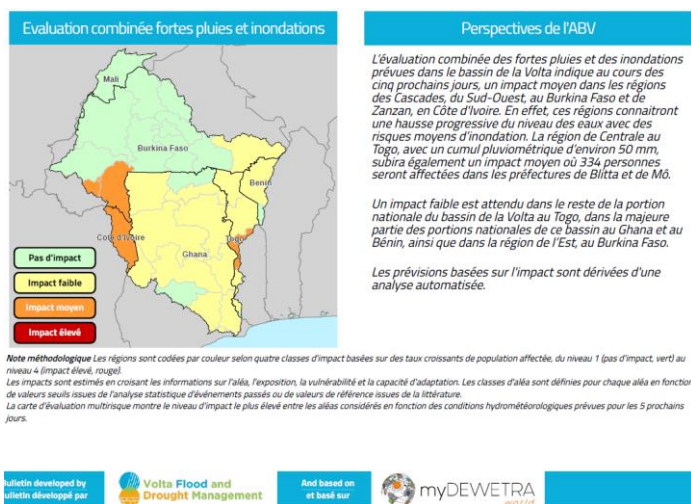 Evaluation combinée fortes pluies et inondations
Mali
Burkina Faso
Benin
Cote d'Ivoire
Togo
Ghana
Pas d'impact
Impact faible
Impact moyen
Impact élevé
Perspectives de l'ABV
L'évaluation combinée des fortes pluies et des inondations
prévues dans le bassin de la Volta indique au cours des
cinq prochains jours, un impact moyen dans les régions
des Cascades, du Sud-Ouest, au Burkina Faso et de
Zanzan, en Côte d'Ivoire. En effet, ces régions connaitront
une hausse progressive du niveau des eaux avec des
risques moyens d'inondation. La région de Centrale au
Togo, avec un cumul pluviométrique d'environ 50 mm,
subira également un impact moyen où 334 personnes
seront affectées dans les préfectures de Blitta et de Mô.
Un impact faible est attendu dans le reste de la portion
nationale du bassin de la Volta au Togo, dans la majeure
partie des portions nationales de ce bassin au Ghana et au
Bénin, ainsi que dans la région de l'Est, au Burkina Faso.
Les prévisions basées sur l'impact sont dérivées d'une
analyse automatisée.
Note méthodologique Les régions sont codées par couleur selon quatre classes d'impact basées sur des taux croissants de population affectée, du niveau 1 (pas d'impact, vert) au
niveau 4 (impact élevé, rouge).
Les impacts sont estimés en croisant les informations sur l'aléa, l'exposition, la vulnérabilité et la capacité d'adaptation. Les classes d'aléa sont définies pour chaque aléa en fonction
de valeurs seuils issues de l'analyse statistique d'événements passés ou de valeurs de référence issues de la littérature.
La carte d'évaluation multirisque montre le niveau d'impact le plus élevé entre les aléas considérés en fonction des conditions hydrométéorologiques prévues pour les 5 prochains
jours.
Bulletin developed by
Bulletin développé par
Volta Flood and
Drought Management
And based on
et basé sur
myDEWETRA
world